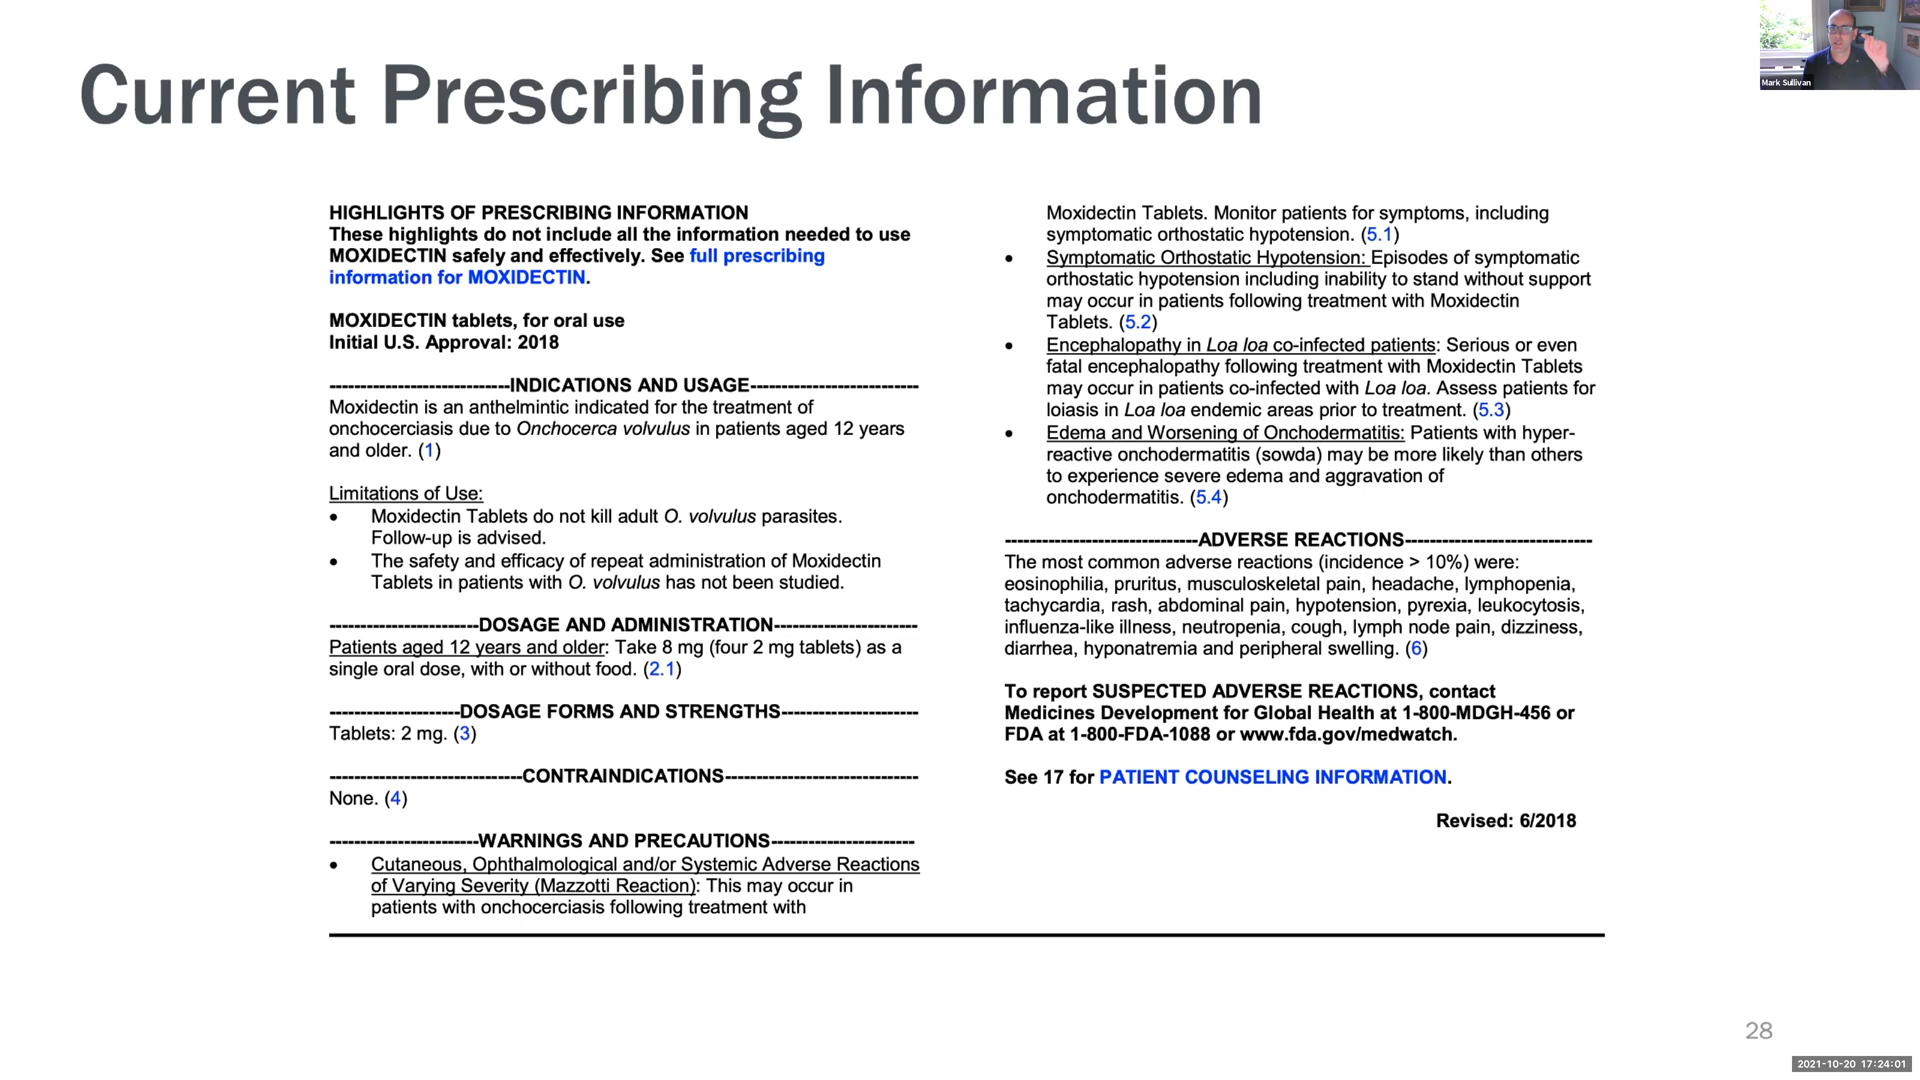 Current Prescribing Information
Mark Sullivan
HIGHLIGHTS OF PRESCRIBING INFORMATION
These highlights do not include all the information needed to use
MOXIDECTIN safely and effectively. See full prescribing
information for MOXIDECTIN.
MOXIDECTIN tablets, for oral use
Initial U.S. Approval: 2018
-----------------------------INDICATIONS AND USAGE---------------------------
Moxidectin is an anthelmintic indicated for the treatment of
onchocerciasis due to Onchocerca volvulus in patients aged 12 years
and older. (1)
Limitations of Use:
• Moxidectin Tablets do not kill adult O. volvulus parasites.
Follow-up is advised.
• The safety and efficacy of repeat administration of Moxidectin
Tablets in patients with O. volvulus has not been studied.
------------------------DOSAGE AND ADMINISTRATION-----------------------
Patients aged 12 years and older: Take 8 mg (four 2 mg tablets) as a
single oral dose, with or without food. (2.1)
---------------------DOSAGE FORMS AND STRENGTHS----------------------
Tablets: 2 mg. (3)
-------------------------------CONTRAINDICATIONS-------------------------------
None. (4)
------------------------WARNINGS AND PRECAUTIONS-----------------------
• Cutaneous, Ophthalmological and/or Systemic Adverse Reactions
of Varying Severity (Mazzotti Reaction): This may occur in
patients with onchocerciasis following treatment with
Moxidectin Tablets. Monitor patients for symptoms, including
symptomatic orthostatic hypotension. (5.1)
• Symptomatic Orthostatic Hypotension: Episodes of symptomatic
orthostatic hypotension including inability to stand without support
may occur in patients following treatment with Moxidectin
Tablets. (5.2)
• Encephalopathy in Loa loa co-infected patients: Serious or even
fatal encephalopathy following treatment with Moxidectin Tablets
may occur in patients co-infected with Loa loa. Assess patients for
loiasis in Loa loa endemic areas prior to treatment. (5.3)
• Edema and Worsening of Onchodermatitis: Patients with hyper-
reactive onchodermatitis (sowda) may be more likely than others
to experience severe edema and aggravation of
onchodermatitis. (5.4)
-------------------------------ADVERSE REACTIONS------------------------------
The most common adverse reactions (incidence > 10%) were:
eosinophilia, pruritus, musculoskeletal pain, headache, lymphopenia,
tachycardia, rash, abdominal pain, hypotension, pyrexia, leukocytosis,
influenza-like illness, neutropenia, cough, lymph node pain, dizziness,
diarrhea, hyponatremia and peripheral swelling. (6)
To report SUSPECTED ADVERSE REACTIONS, contact
Medicines Development for Global Health at 1-800-MDGH-456 or
FDA at 1-800-FDA-1088 or www.fda.gov/medwatch.
See 17 for PATIENT COUNSELING INFORMATION.
Revised: 6/2018
28
2021-10-20 17:24:01